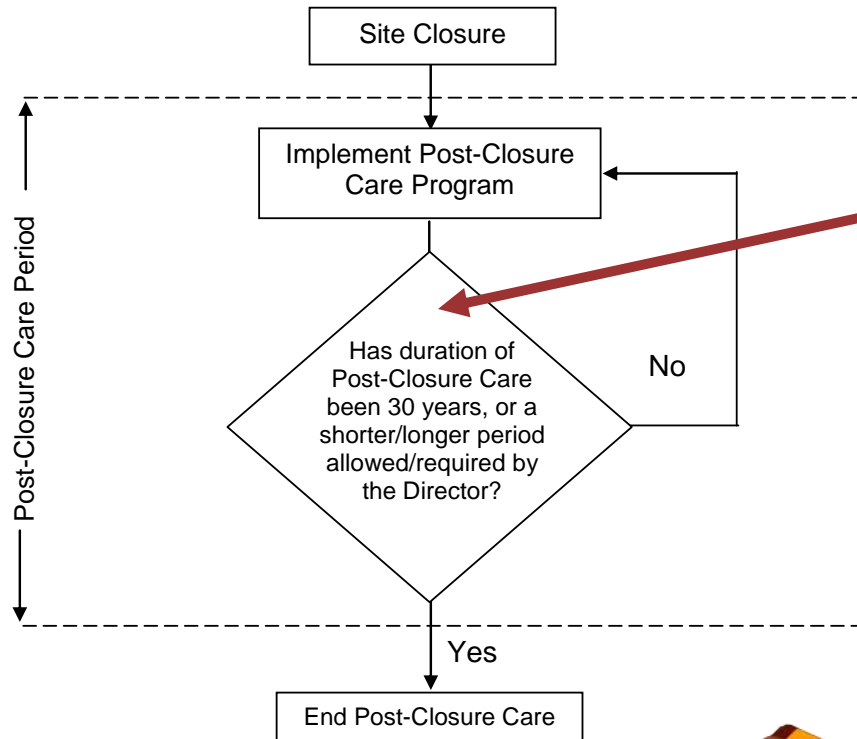 Site Closure
Implement Post-Closure
Care Program
Post-Closure Care Period
Has duration of
Post-Closure Care
been 30 years, or a
shorter/longer period
allowed/required by
the Director?
No
Yes
End Post-Closure Care